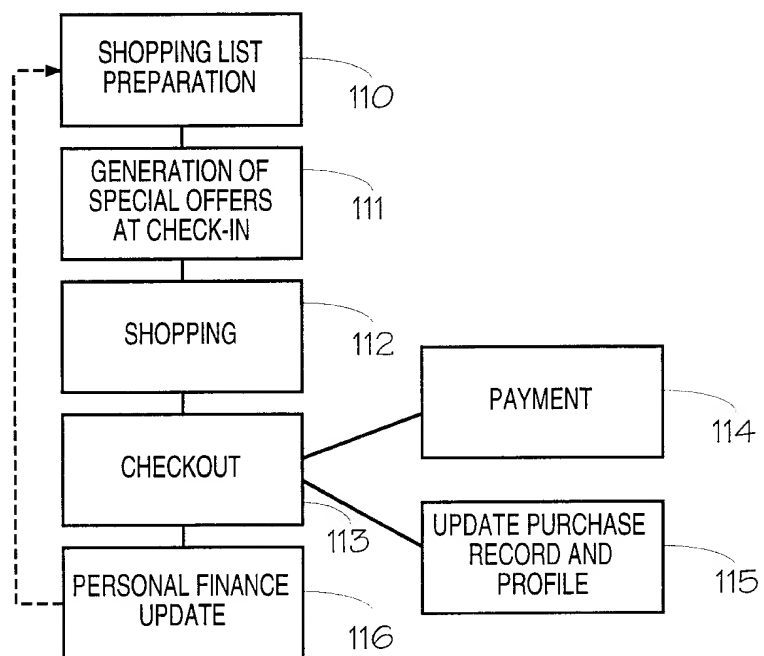 SHOPPING LIST
PREPARATION
110
GENERATION OF
SPECIAL OFFERS
AT CHECK-IN
111
SHOPPING
112
CHECKOUT
113
PAYMENT
114
UPDATE PURCHASE
RECORD AND
PROFILE
115
PERSONAL FINANCE
UPDATE
116